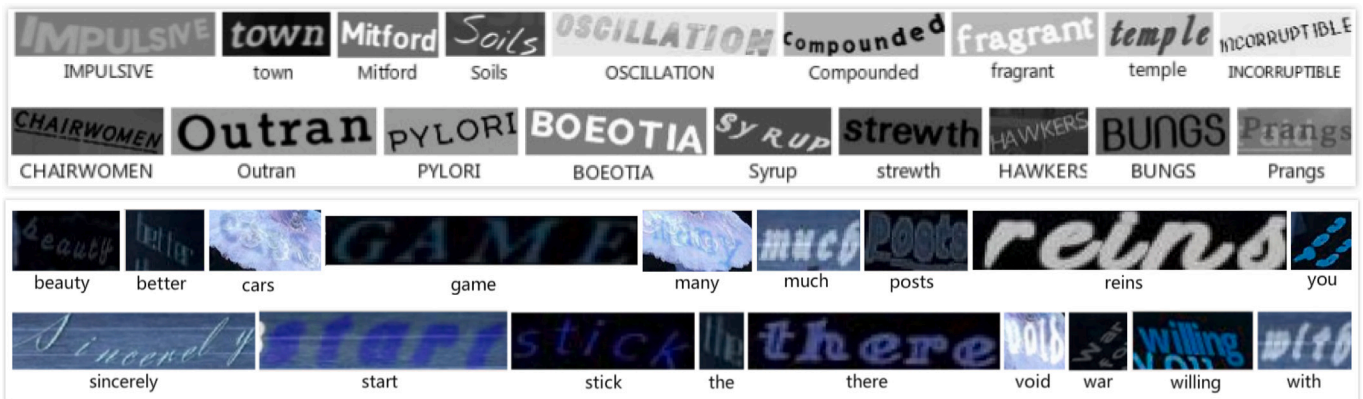 IMPULSIVE town Mitford Soils OSCILLATION Compounded fragrant temple INCORRUPTIBLE
IMPULSIVE town Mitford Soils OSCILLATION Compounded fragrant temple INCORRUPTIBLE
CHAIRWOMEN Outran PYLORI BOEOTIA SYRUP strewth HAWKERS BUNGS Prangs
CHAIRWOMEN Outran PYLORI BOEOTIA Syrup strewth HAWKERS BUNGS Prangs
beauty better cars GAME many much Posts reins
beauty better cars game many much posts reins you
Sincerely start stick the there void war willing with
sincerely start stick the there void war willing with